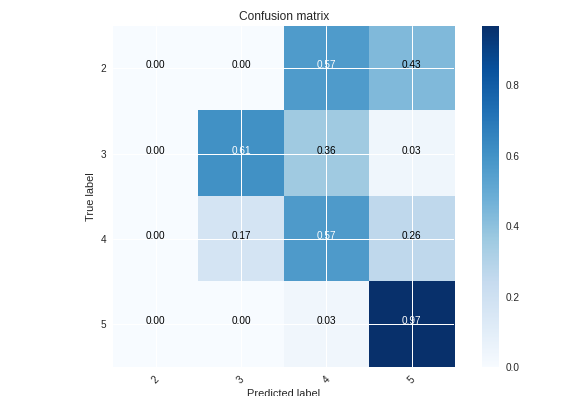 Confusion matrix
2 0.00 0.00 0.57 0.43
3 0.00 0.61 0.36 0.03
4 0.00 0.17 0.57 0.26
5 0.00 0.00 0.03 0.97
2 3 4 5
True label
Predicted label
0.8
0.6
0.4
0.2
0.0